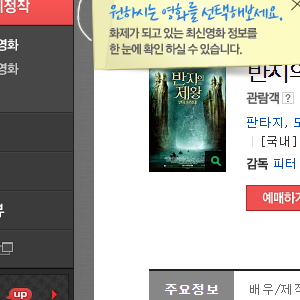 정작
원하시는 영화를 선택해보세요.
화제가 되고 있는 최신영화 정보를
한 눈에 확인 하실 수 있습니다.
영화
영화
반지의
제왕
반지의
관람객 ?
판타지,
| [국내]
감독 피터
예매하기
up
주요정보
배우/제작